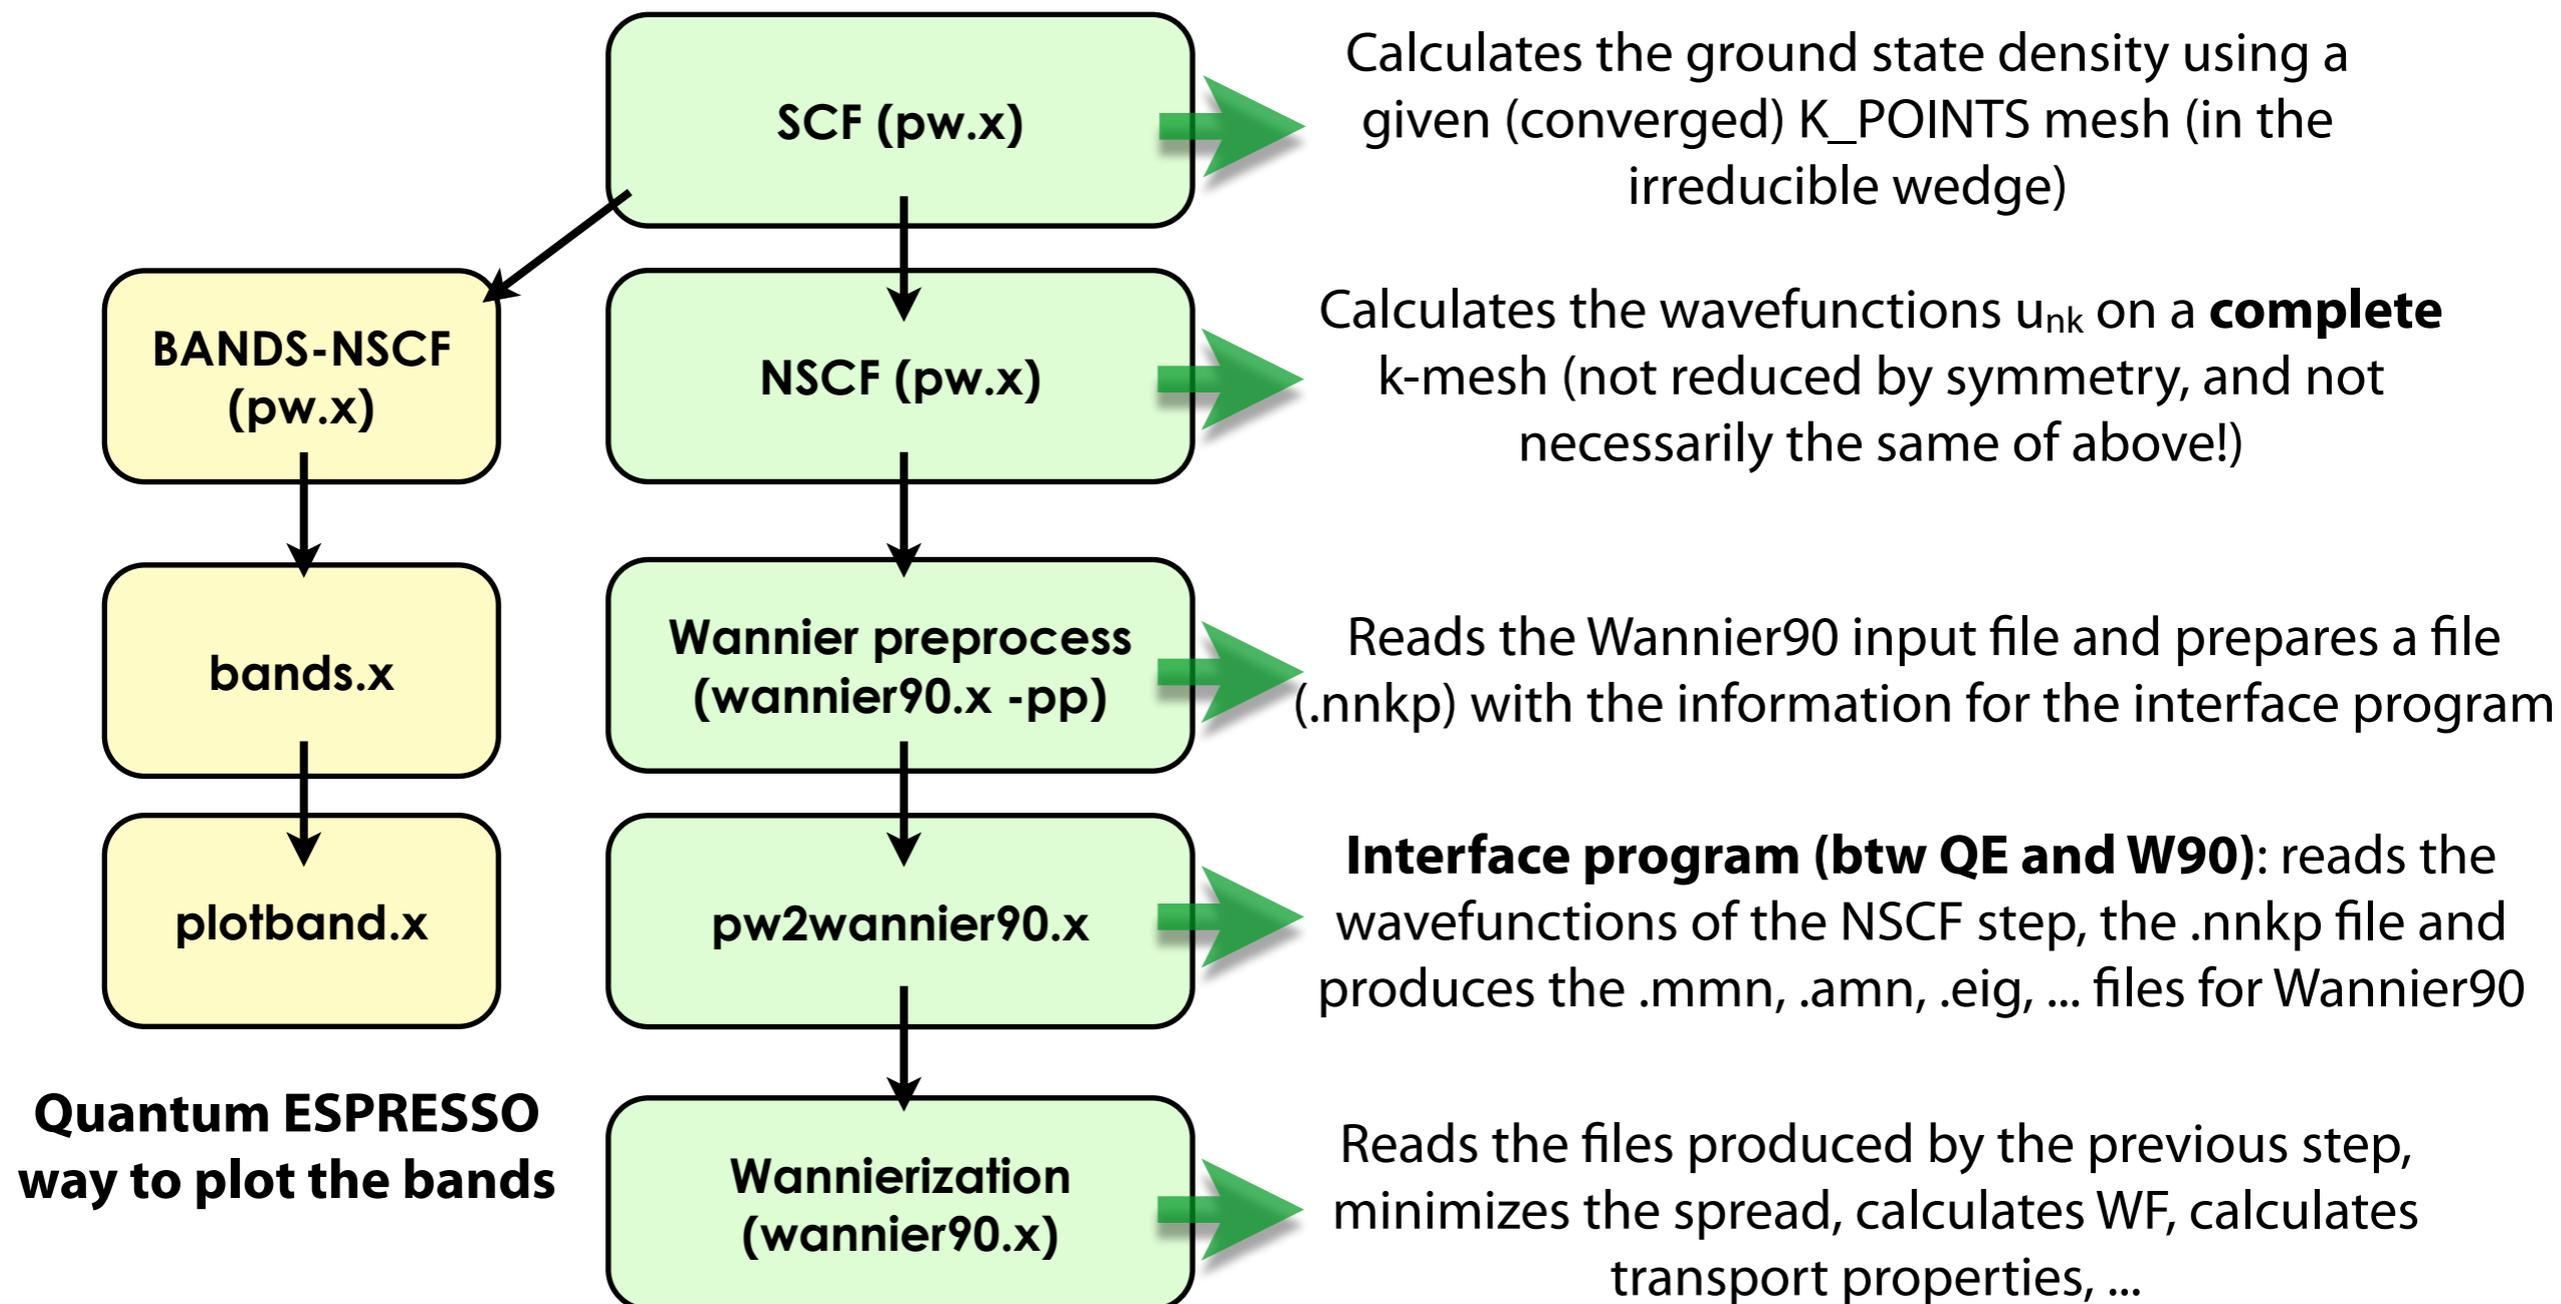 SCF (pw.x)
Calculates the ground state density using a
given (converged) K_POINTS mesh (in the
irreducible wedge)
BANDS-NSCF
(pw.x)
NSCF (pw.x)
Calculates the wavefunctions unk on a complete
k-mesh (not reduced by symmetry, and not
necessarily the same of above!)
bands.x
Wannier preprocess
(wannier90.x -pp)
Reads the Wannier90 input file and prepares a file
(.nnkp) with the information for the interface program
plotband.x
pw2wannier90.x
Interface program (btw QE and W90): reads the
wavefunctions of the NSCF step, the .nnkp file and
produces the .mmn, .amn, .eig, ... files for Wannier90
Quantum ESPRESSO
way to plot the bands
Wannierization
(wannier90.x)
Reads the files produced by the previous step,
minimizes the spread, calculates WF, calculates
transport properties, ...